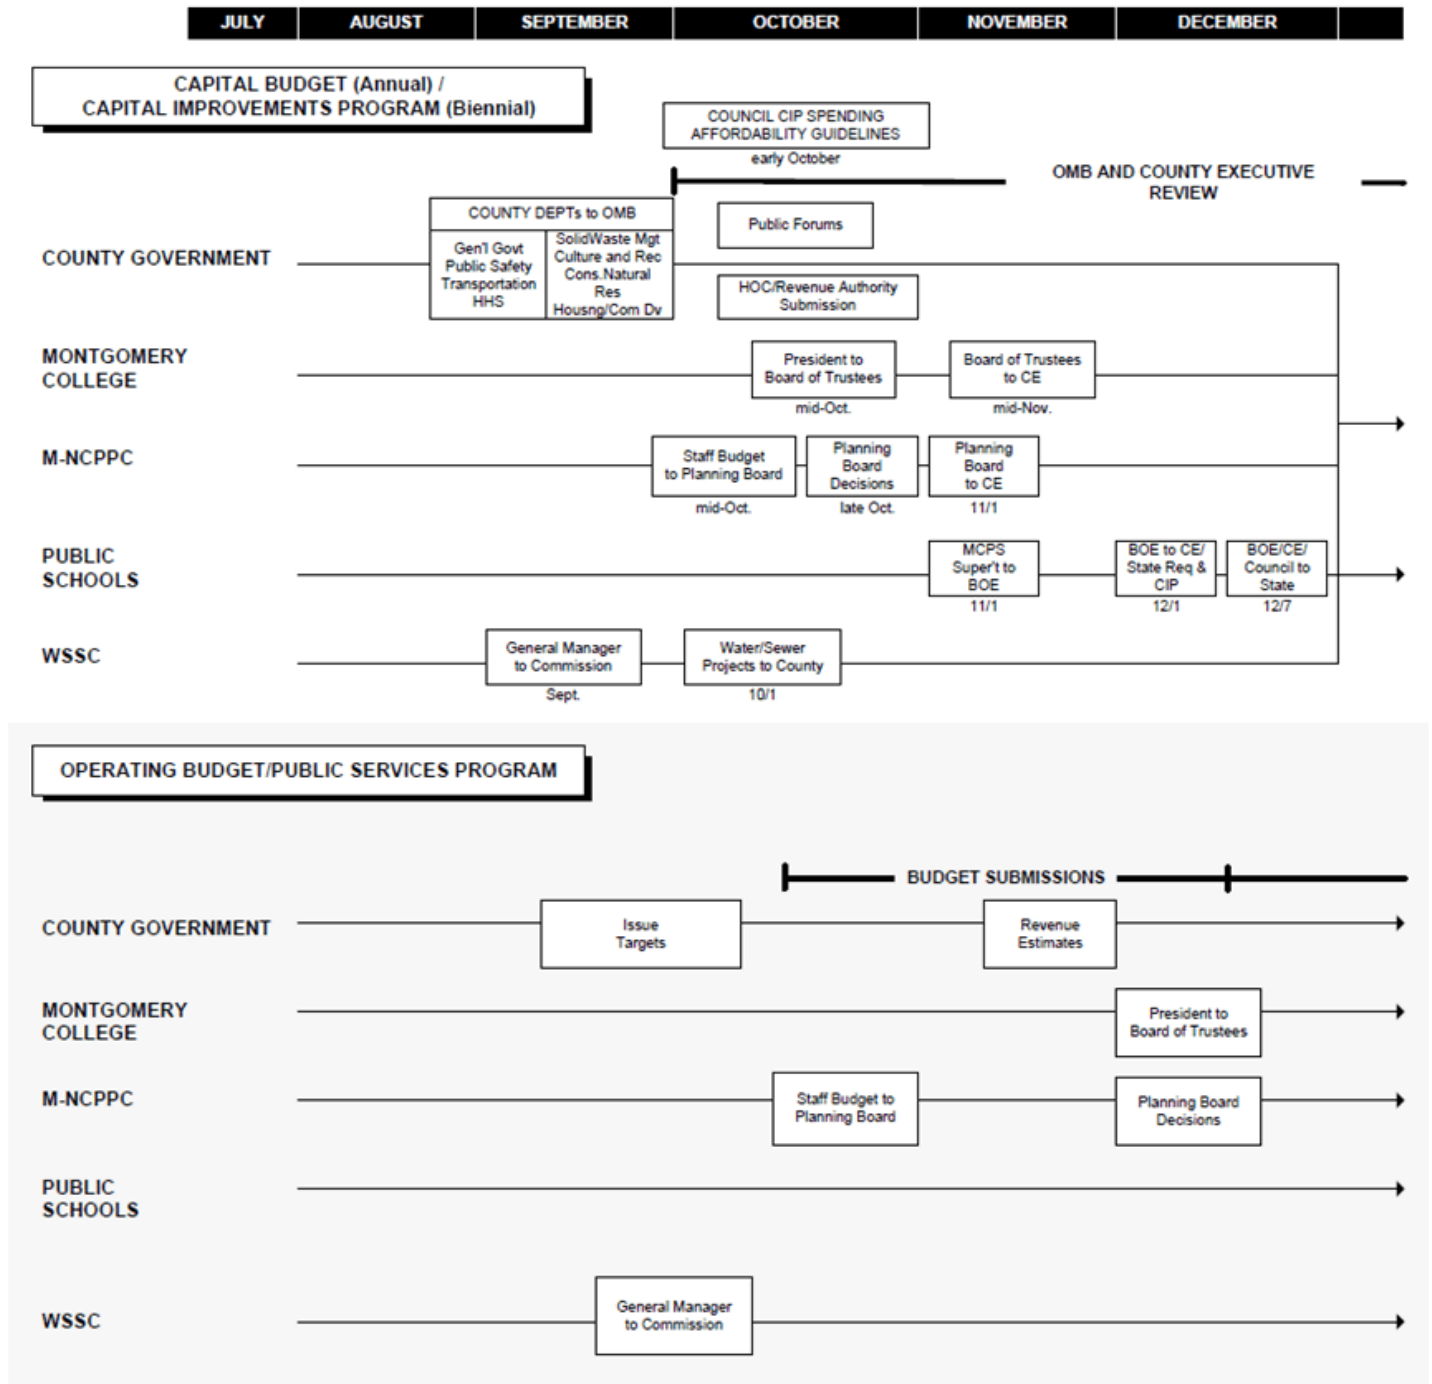 JULY AUGUST SEPTEMBER OCTOBER NOVEMBER DECEMBER
CAPITAL BUDGET (Annual) /
CAPITAL IMPROVEMENTS PROGRAM (Biennial)
COUNCIL CIP SPENDING
AFFORDABILITY GUIDELINES
early October
OMB AND COUNTY EXECUTIVE
REVIEW
COUNTY GOVERNMENT
COUNTY DEPTs to OMB
Gen'l Govt
Public Safety
Transportation
HHS
SolidWaste Mgt
Culture and Rec
Cons.Natural
Res
Housng/Com Dv
Public Forums
HOC/Revenue Authority
Submission
MONTGOMERY
COLLEGE
President to
Board of Trustees
mid-Oct.
Board of Trustees
to CE
mid-Nov.
M-NCPPC
Staff Budget
to Planning Board
mid-Oct.
Planning
Board
Decisions
late Oct.
Planning
Board
to CE
11/1
PUBLIC
SCHOOLS
MCPS
Super't to
BOE
11/1
BOE to CE/
State Req &
CIP
12/1
BOE/CE/
Council to
State
12/7
WSSC
General Manager
to Commission
Sept.
Water/Sewer
Projects to County
10/1
OPERATING BUDGET/PUBLIC SERVICES PROGRAM
BUDGET SUBMISSIONS
COUNTY GOVERNMENT
Issue
Targets
Revenue
Estimates
MONTGOMERY
COLLEGE
President to
Board of Trustees
M-NCPPC
Staff Budget to
Planning Board
Planning Board
Decisions
PUBLIC
SCHOOLS
WSSC
General Manager
to Commission